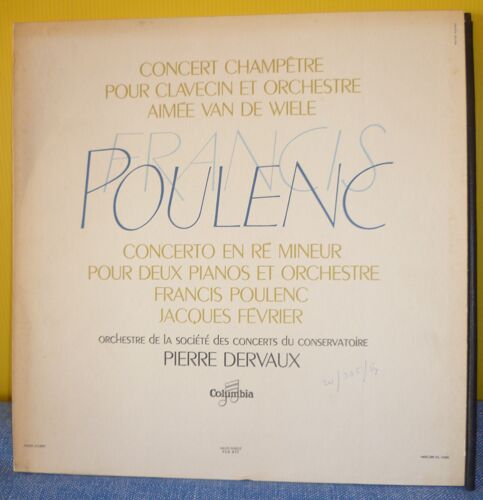 CONCERT CHAMPÊTRE
POUR CLAVECIN ET ORCHESTRE
AIMÉE VAN DE WIELE
FRANCIS
POULENC
CONCERTO EN RÉ MINEUR
POUR DEUX PIANOS ET ORCHESTRE
FRANCIS POULENC
JACQUES FÉVRIER
ORCHESTRE DE LA SOCIÉTÉ DES CONCERTS DU CONSERVATOIRE
PIERRE DERVAUX
Columbia